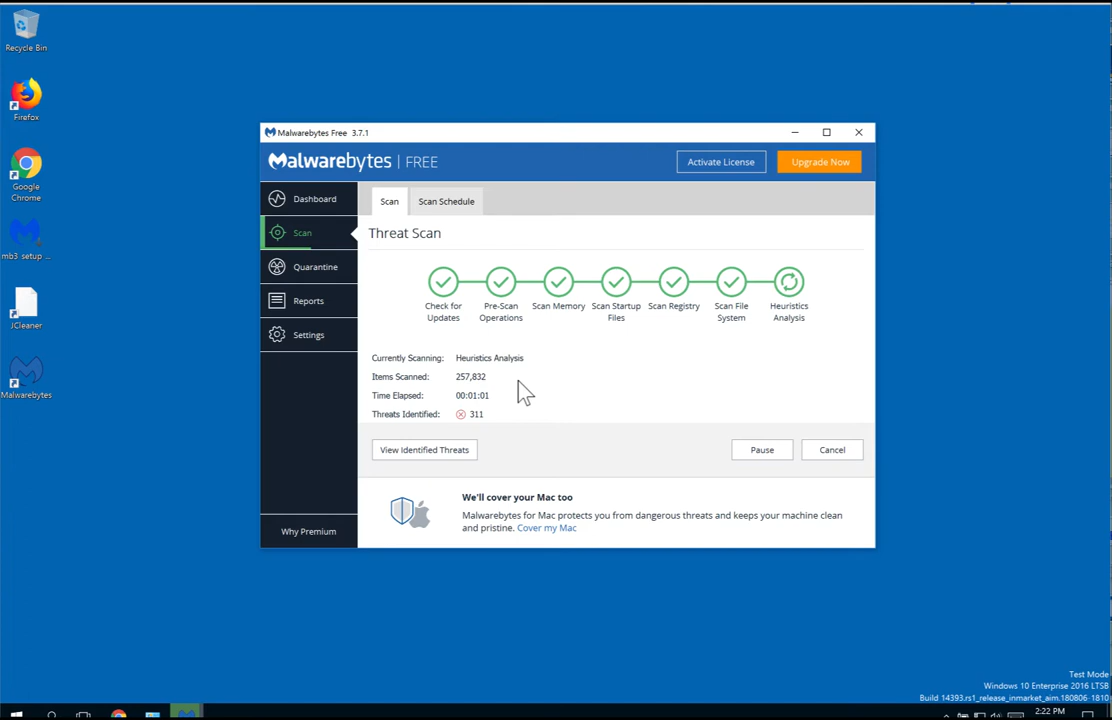 Recycle Bin
Firefox
Google
Chrome
mb3 setup ...
JCleaner
Malwarebytes
Malwarebytes Free 3.7.1
Malwarebytes | FREE
Activate License
Upgrade Now
Dashboard
Scan
Quarantine
Reports
Settings
Why Premium
Scan
Scan Schedule
Threat Scan
Check for
Updates
Pre-Scan
Operations
Scan Memory
Scan Startup
Files
Scan Registry
Scan File
System
Heuristics
Analysis
Currently Scanning: Heuristics Analysis
Items Scanned: 257,832
Time Elapsed: 00:01:01
Threats Identified: 311
View Identified Threats
Pause
Cancel
We'll cover your Mac too
Malwarebytes for Mac protects you from dangerous threats and keeps your machine clean
and pristine. Cover my Mac
Test Mode
Windows 10 Enterprise 2016 LTSB
Build 14393.rs1_release_inmarket_aim.180806-1810
2:22 PM